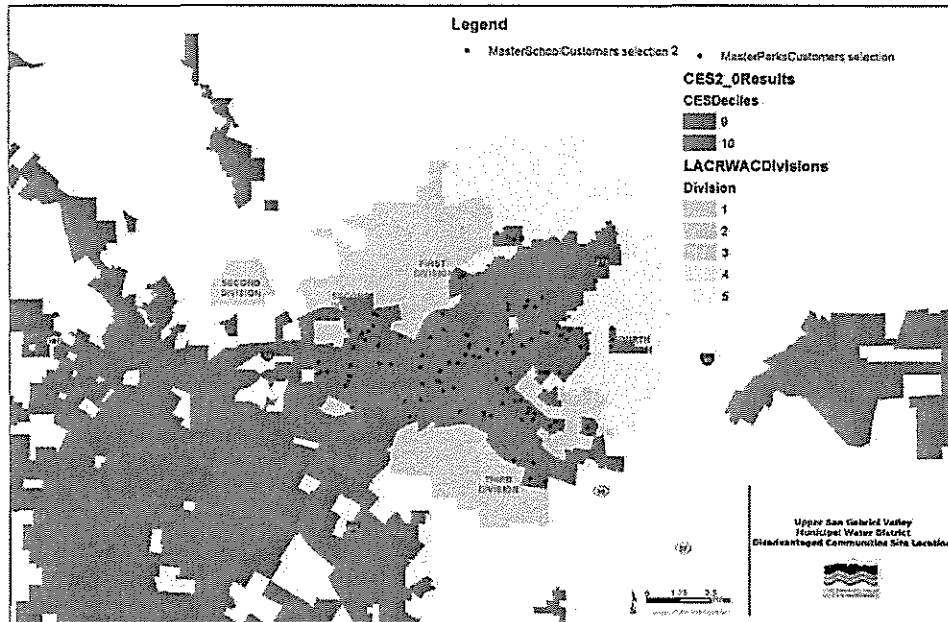 Legend
MasterSchoolCustomers selection 2
MasterParksCustomers selection
CES2_0Results
CESDeciles
9
10
LACRWACDivisions
Division
1
2
3
4
5
FIRST
DIVISION
SECOND
DIVISION
THIRD
DIVISION
Upper San Gabriel Valley
Municipal Water District
Disadvantaged Communities Site Location